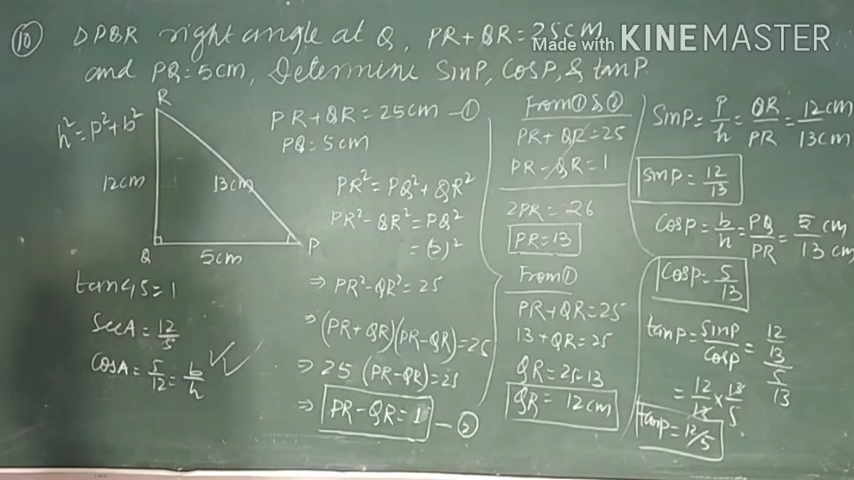 10 ΔPQR right angle at Q, PR + QR = 25cm
and PQ = 5cm, Determine SinP, CosP, & tanP.
Made with KINEMASTER
h² = p² + b²
R
12cm
13cm
Q
5cm
P
tan45 = 1
SecA = 12/5
CosA = 5/12 = b/h
PR + QR = 25cm — ①
PQ = 5cm
PR² = PQ² + QR²
PR² - QR² = PQ²
= (5)²
⇒ PR² - QR² = 25
⇒ (PR + QR)(PR - QR) = 25
⇒ 25 (PR - QR) = 25
⇒ PR - QR = 1 — ②
From ① & ②
PR + QR = 25
PR - QR = 1
2PR = 26
PR = 13
From ①
PR + QR = 25
13 + QR = 25
QR = 25 - 13
QR = 12cm
SinP = P/h = QR/PR = 12cm/13cm
SinP = 12/13
CosP = b/h = PQ/PR = 5cm/13cm
CosP = 5/13
tanP = SinP/CosP = 12/13/5/13
= 12/13 × 13/5
tanP = 12/5